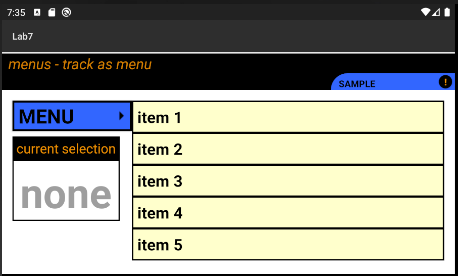 7:35
Lab7
menus - track as menu
SAMPLE
!
MENU
item 1
item 2
item 3
item 4
item 5
current selection
none